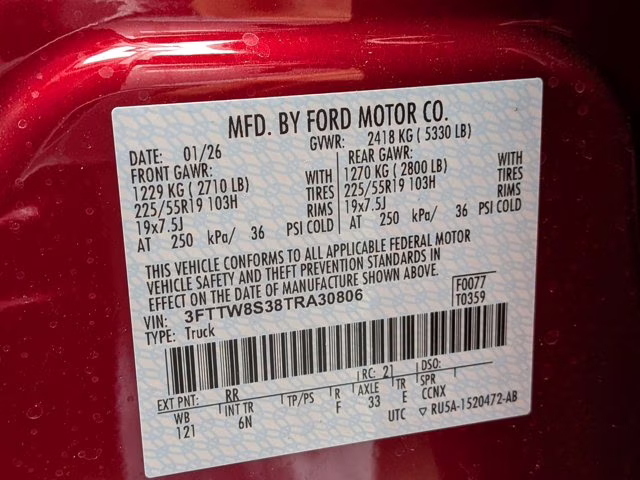 MFD. BY FORD MOTOR CO.
DATE: 01/26 GVWR: 2418 KG ( 5330 LB)
FRONT GAWR: REAR GAWR:
1229 KG ( 2710 LB) WITH 1270 KG ( 2800 LB) WITH
225/55R19 103H TIRES 225/55R19 103H TIRES
19x7.5J RIMS 19x7.5J RIMS
AT 250 kPa/ 36 PSI COLD AT 250 kPa/ 36 PSI COLD
THIS VEHICLE CONFORMS TO ALL APPLICABLE FEDERAL MOTOR
VEHICLE SAFETY AND THEFT PREVENTION STANDARDS IN
EFFECT ON THE DATE OF MANUFACTURE SHOWN ABOVE.
F0077
VIN: 3FTTW8S38TRA30806 T0359
TYPE: Truck
EXT PNT: RR RC: 21 DSO:
WB INT TR TP/PS R AXLE TR SPR
121 6N F 33 E CCNX
UTC ▽ RU5A-1520472-AB